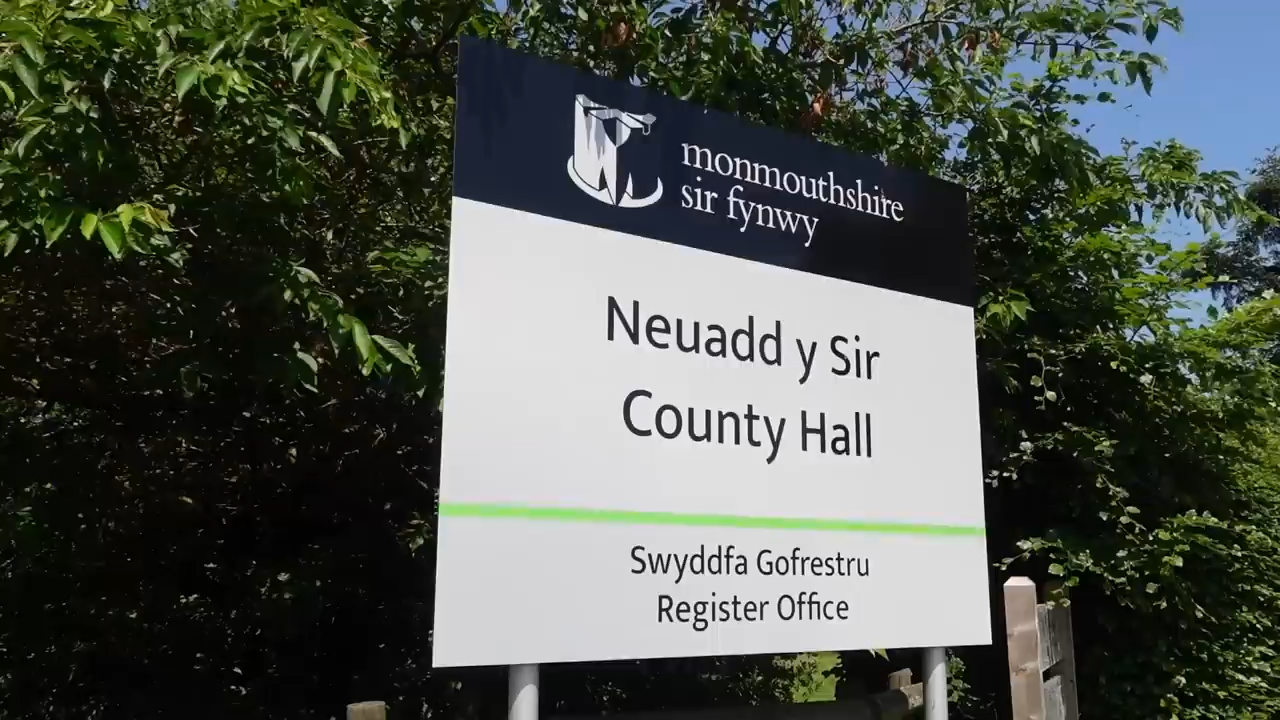 monmouthshire
sir fynwy
Neuadd y Sir
County Hall
Swyddfa Gofrestru
Register Office